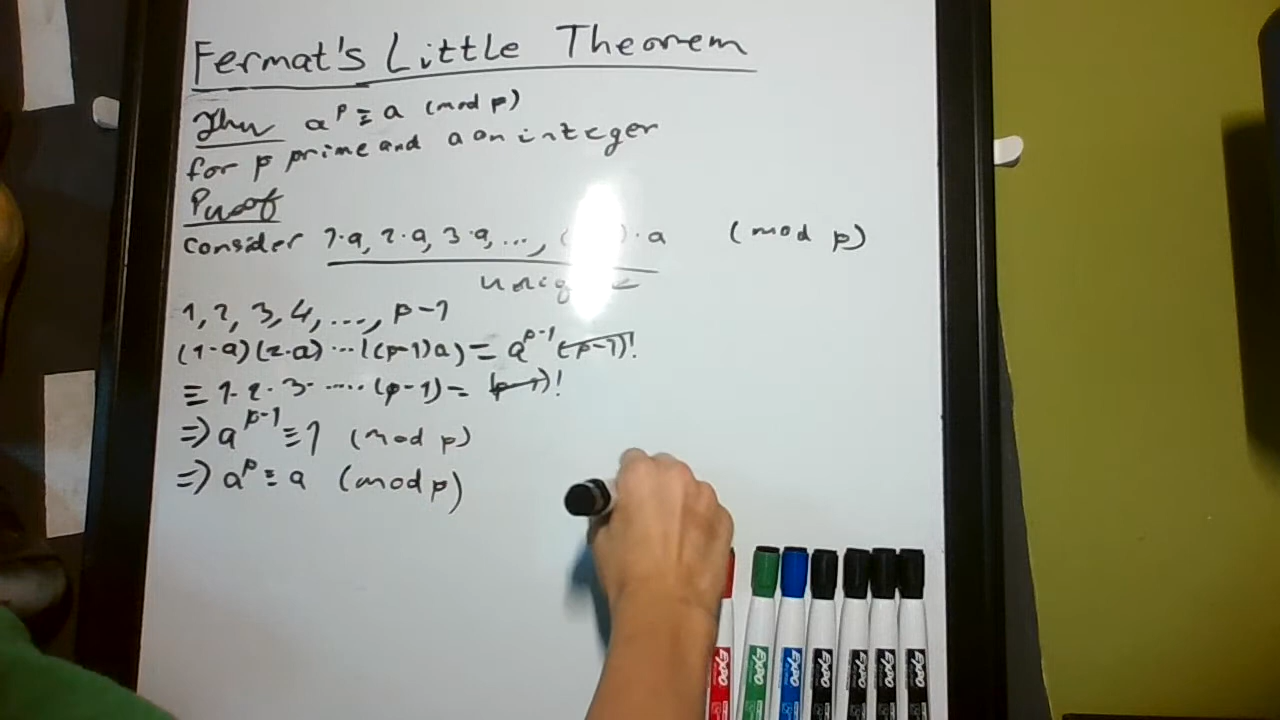 Fermat's Little Theorem
Thm a^p ≡ a (mod p)
for p prime and a an integer
Proof
Consider 1·a, 2·a, 3·a, ..., ( )·a (mod p)
1, 2, 3, 4, ..., p-1
(1·a)(2·a) ... ((p-1)a) = a^{p-1} (p-1)!
≡ 1·2·3· ..... (p-1) = (p-1)!
=> a^{p-1} ≡ 1 (mod p)
=> a^p ≡ a (mod p)
EXPO EXPO EXPO EXPO EXPO EXPO EXPO